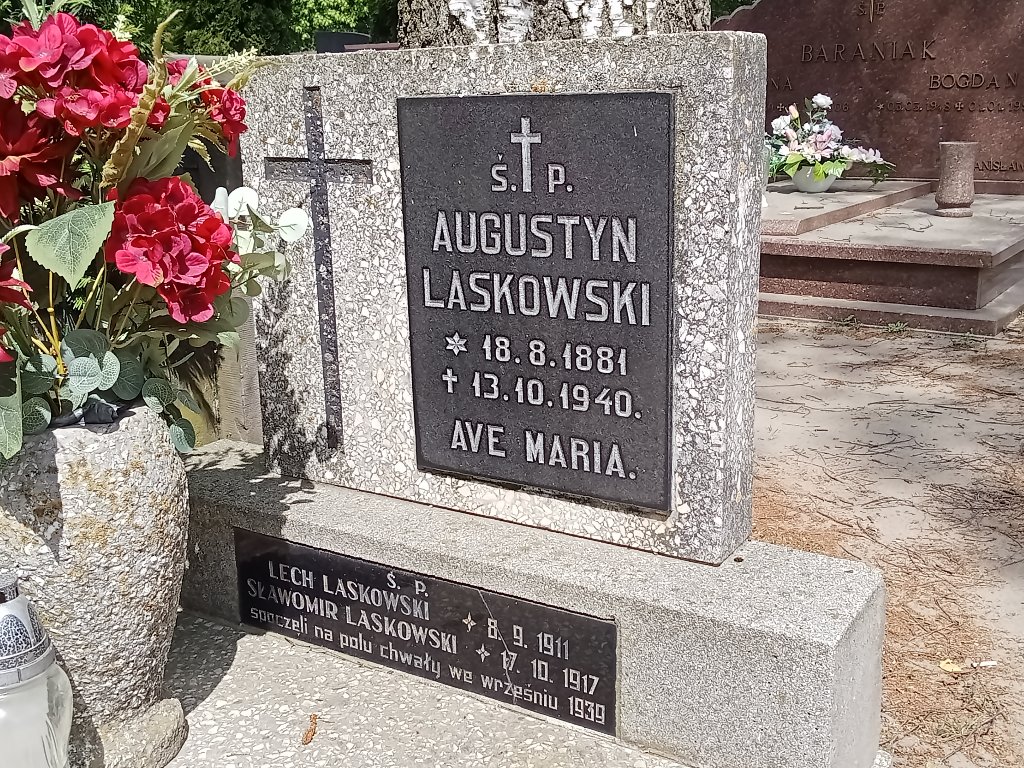 Ś. P.
AUGUSTYN
LASKOWSKI
18.8.1881
13.10.1940.
AVE MARIA.
Ś. P.
LECH LASKOWSKI 8. 9. 1911
SŁAWOMIR LASKOWSKI 17. 10. 1917
spoczęli na polu chwały we wrześniu 1939
Ś P
BARANIAK
BOGDAN